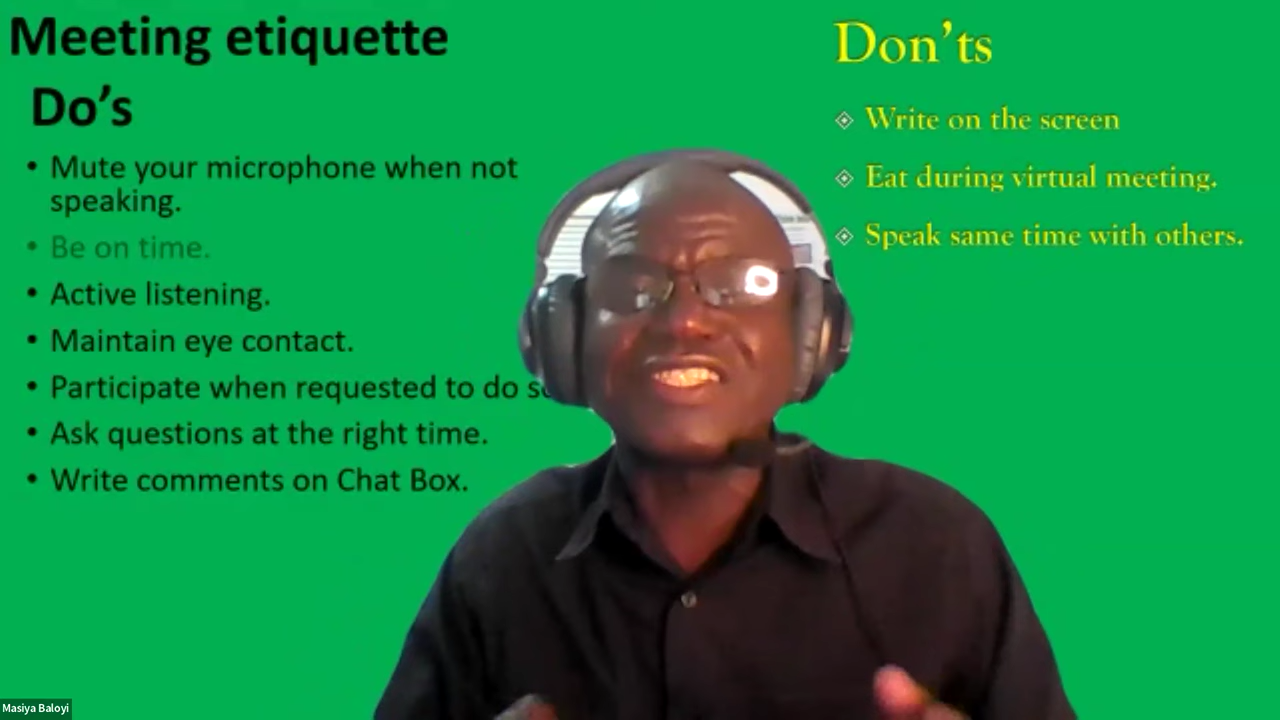 Meeting etiquette
Do's
• Mute your microphone when not
speaking.
• Be on time.
• Active listening.
• Maintain eye contact.
• Participate when requested to do
• Ask questions at the right time.
• Write comments on Chat Box.
Don'ts
Write on the screen
Eat during virtual meeting.
Speak same time with others.
Masiya Baloyi